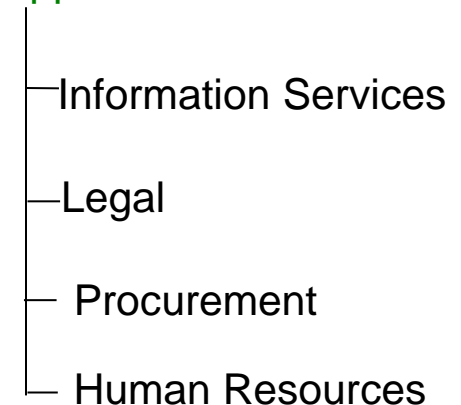 Information Services
Legal
Procurement
Human Resources